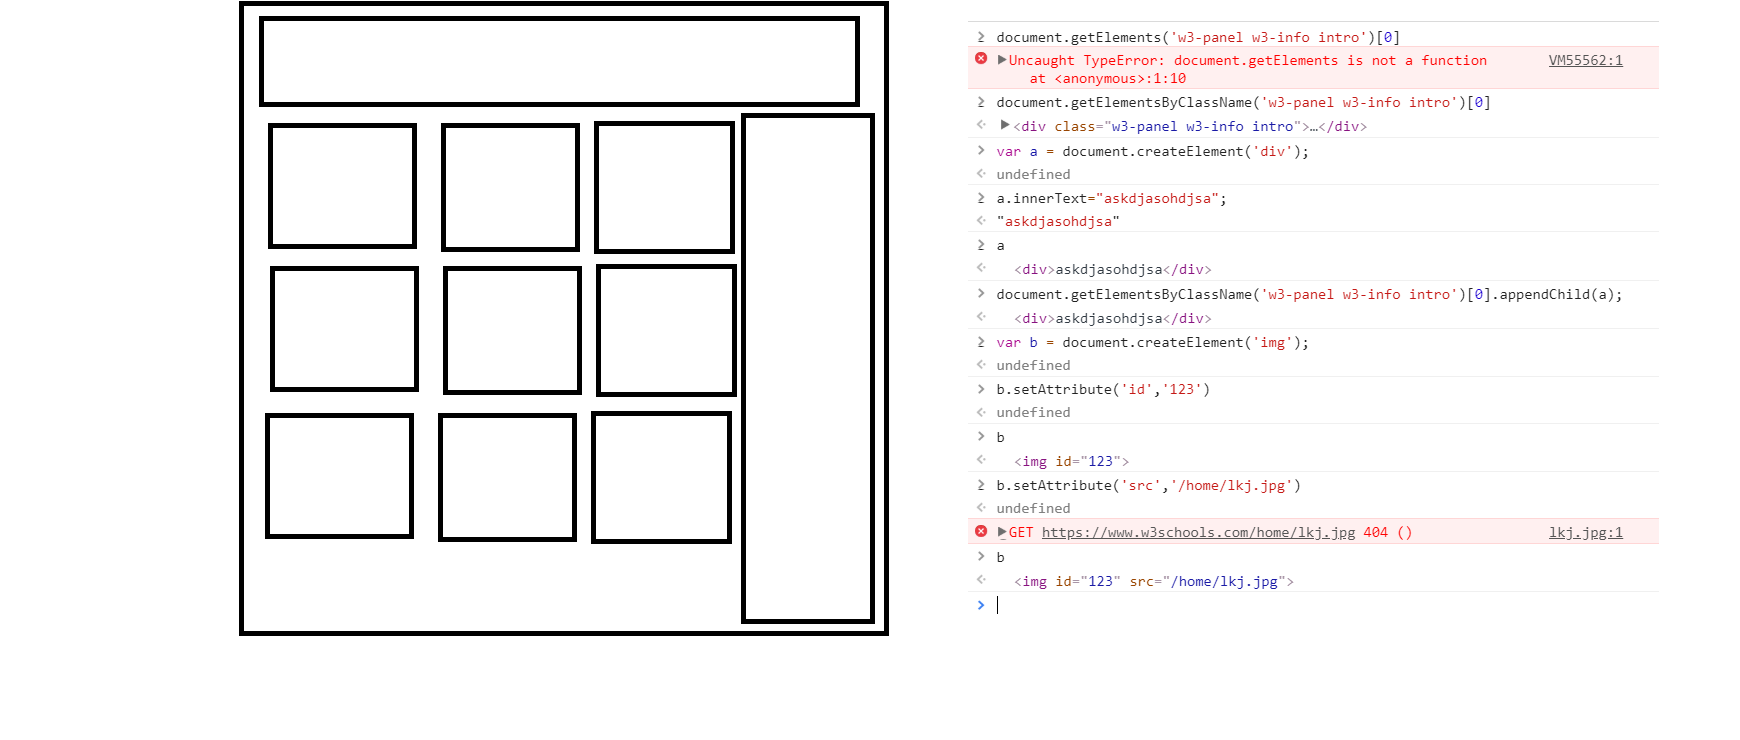 document.getElements('w3-panel w3-info intro')[0]
Uncaught TypeError: document.getElements is not a function VM55562:1
at <anonymous>:1:10
document.getElementsByClassName('w3-panel w3-info intro')[0]
<div class="w3-panel w3-info intro">…</div>
var a = document.createElement('div');
undefined
a.innerText="askdjasohdjsa";
"askdjasohdjsa"
a
<div>askdjasohdjsa</div>
document.getElementsByClassName('w3-panel w3-info intro')[0].appendChild(a);
<div>askdjasohdjsa</div>
var b = document.createElement('img');
undefined
b.setAttribute('id','123')
undefined
b
<img id="123">
b.setAttribute('src','/home/lkj.jpg')
undefined
GET https://www.w3schools.com/home/lkj.jpg 404 () lkj.jpg:1
b
<img id="123" src="/home/lkj.jpg">